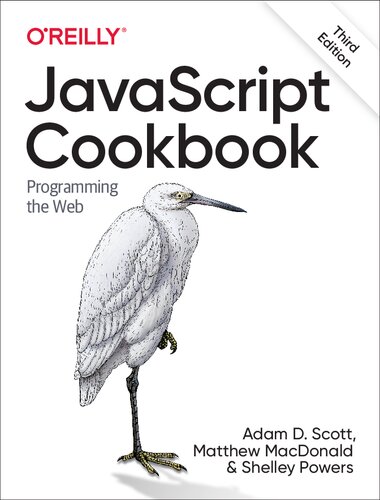 O'REILLY®
Third
Edition
JavaScript
Cookbook
Programming
the Web
Adam D. Scott,
Matthew MacDonald
& Shelley Powers